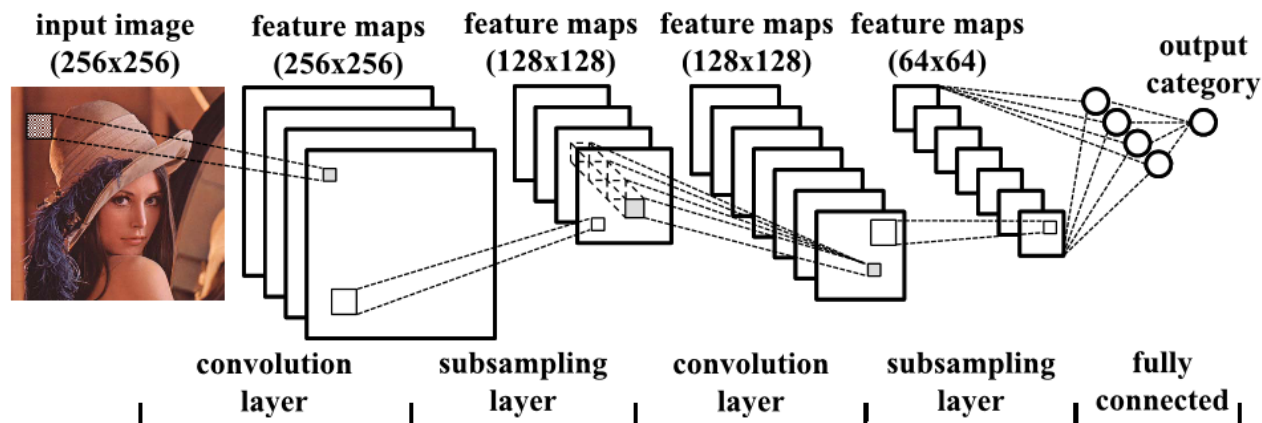 input image
(256x256)
feature maps
(256x256)
feature maps
(128x128)
feature maps
(128x128)
feature maps
(64x64)
output
category
convolution
layer
subsampling
layer
convolution
layer
subsampling
layer
fully
connected